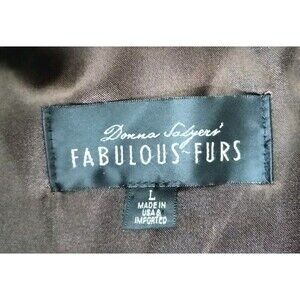 Donna Salyers'
FABULOUS-FURS
L
MADE IN
USA &
IMPORTED